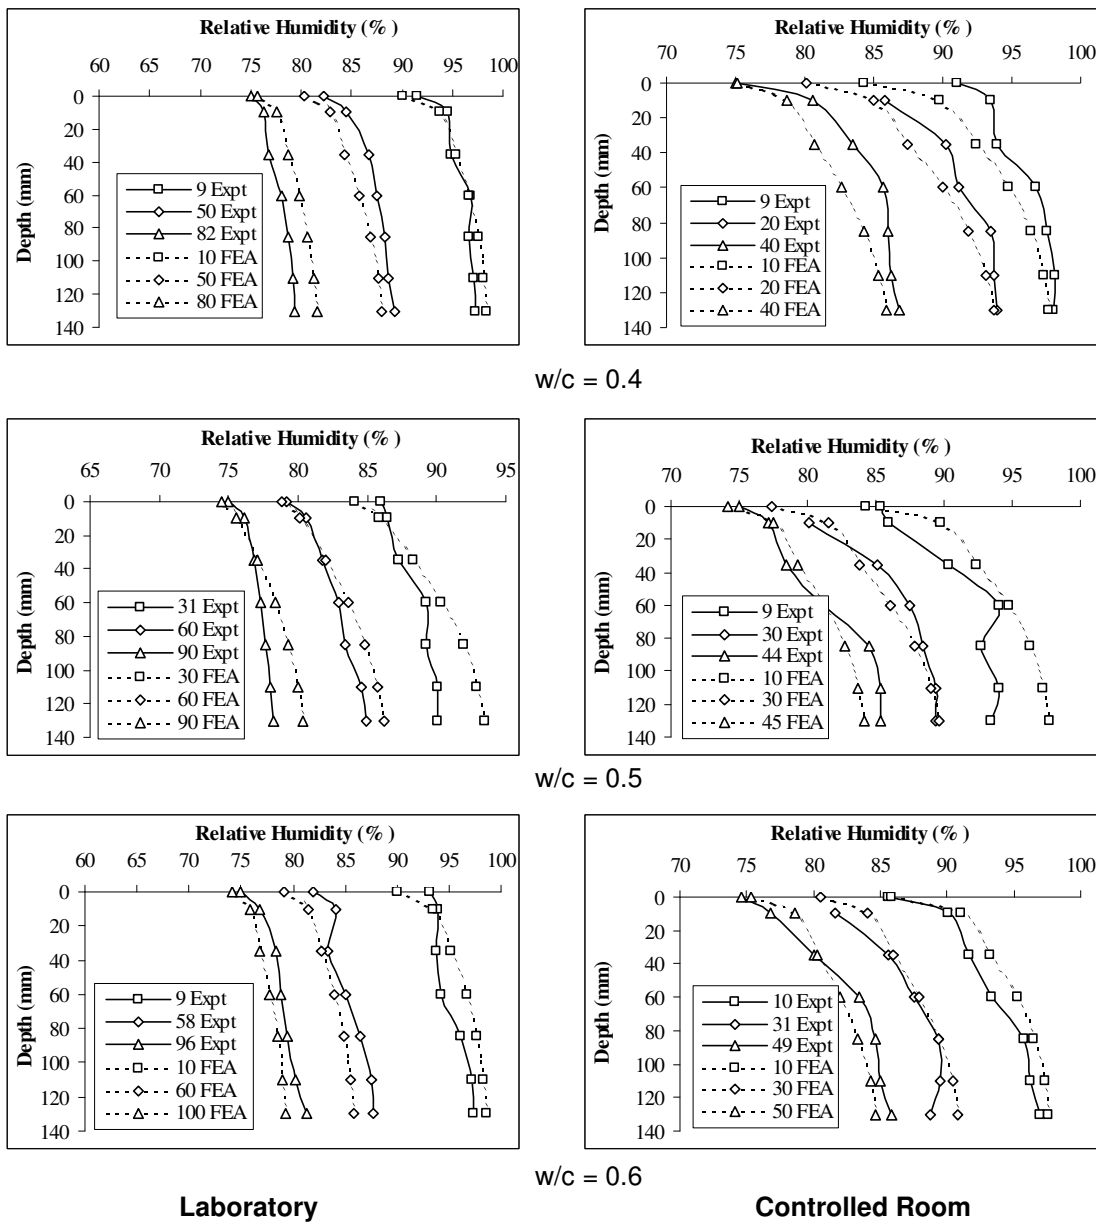 Relative Humidity (% )
60 65 70 75 80 85 90 95 100
0
20
40
60
80
100
120
140
Depth (mm)
9 Expt
50 Expt
82 Expt
10 FEA
50 FEA
80 FEA
Relative Humidity (% )
70 75 80 85 90 95 100
0
20
40
60
80
100
120
140
Depth (mm)
9 Expt
20 Expt
40 Expt
10 FEA
20 FEA
40 FEA
w/c = 0.4
Relative Humidity (% )
65 70 75 80 85 90 95
0
20
40
60
80
100
120
140
Depth (mm)
31 Expt
60 Expt
90 Expt
30 FEA
60 FEA
90 FEA
Relative Humidity (% )
70 75 80 85 90 95 100
0
20
40
60
80
100
120
140
Depth (mm)
9 Expt
30 Expt
44 Expt
10 FEA
30 FEA
45 FEA
w/c = 0.5
Relative Humidity (% )
60 65 70 75 80 85 90 95 100
0
20
40
60
80
100
120
140
Depth (mm)
9 Expt
58 Expt
96 Expt
10 FEA
60 FEA
100 FEA
Relative Humidity (% )
70 75 80 85 90 95 100
0
20
40
60
80
100
120
140
Depth (mm)
10 Expt
31 Expt
49 Expt
10 FEA
30 FEA
50 FEA
w/c = 0.6
Laboratory
Controlled Room